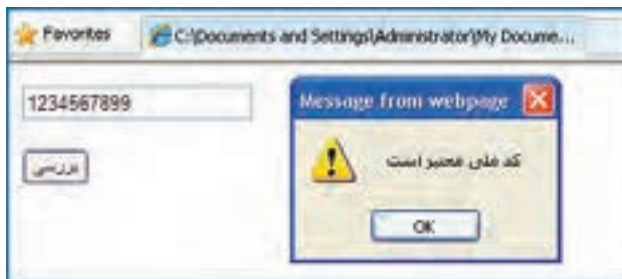 Favorites
C:\Documents and Settings\Administrator\My Docume...
1234567899
Message from webpage
کد ملی معتبر است
بررسی
OK